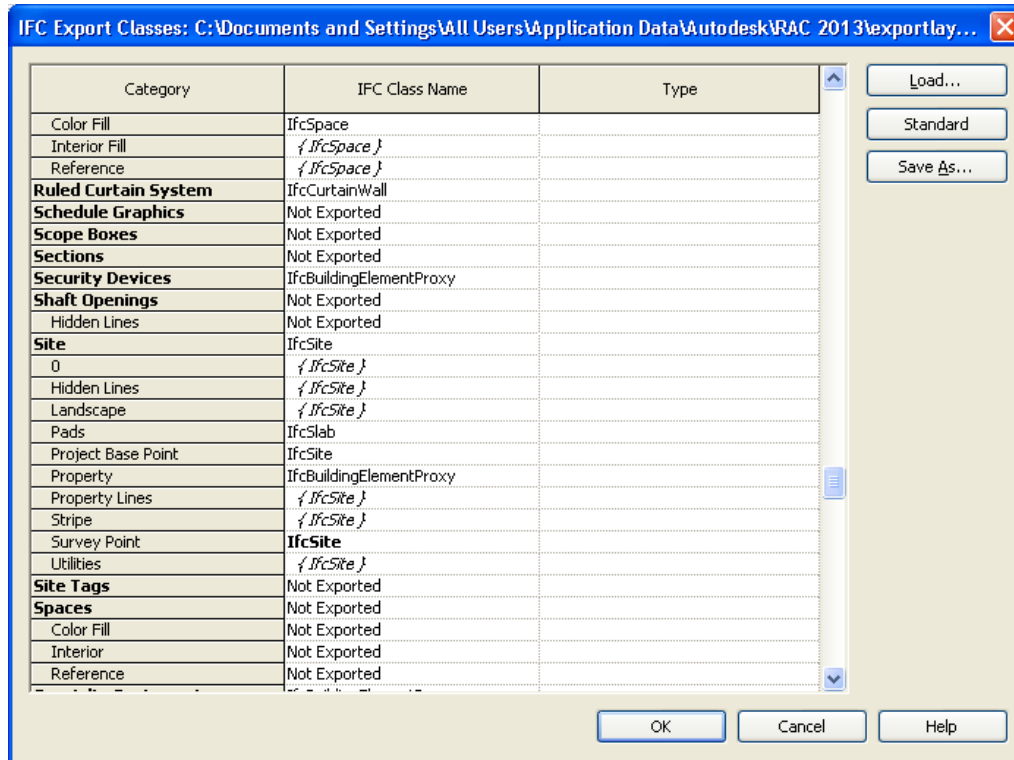 IFC Export Classes: C:\Documents and Settings\All Users\Application Data\Autodesk\RAC 2013\exportlay...
Category IFC Class Name Type
Load...
Standard
Save As...
Color Fill IfcSpace
Interior Fill { IfcSpace }
Reference { IfcSpace }
Ruled Curtain System IfcCurtainWall
Schedule Graphics Not Exported
Scope Boxes Not Exported
Sections Not Exported
Security Devices IfcBuildingElementProxy
Shaft Openings Not Exported
Hidden Lines Not Exported
Site IfcSite
0 { IfcSite }
Hidden Lines { IfcSite }
Landscape { IfcSite }
Pads IfcSlab
Project Base Point IfcSite
Property IfcBuildingElementProxy
Property Lines { IfcSite }
Stripe { IfcSite }
Survey Point IfcSite
Utilities { IfcSite }
Site Tags Not Exported
Spaces Not Exported
Color Fill Not Exported
Interior Not Exported
Reference Not Exported
OK Cancel Help